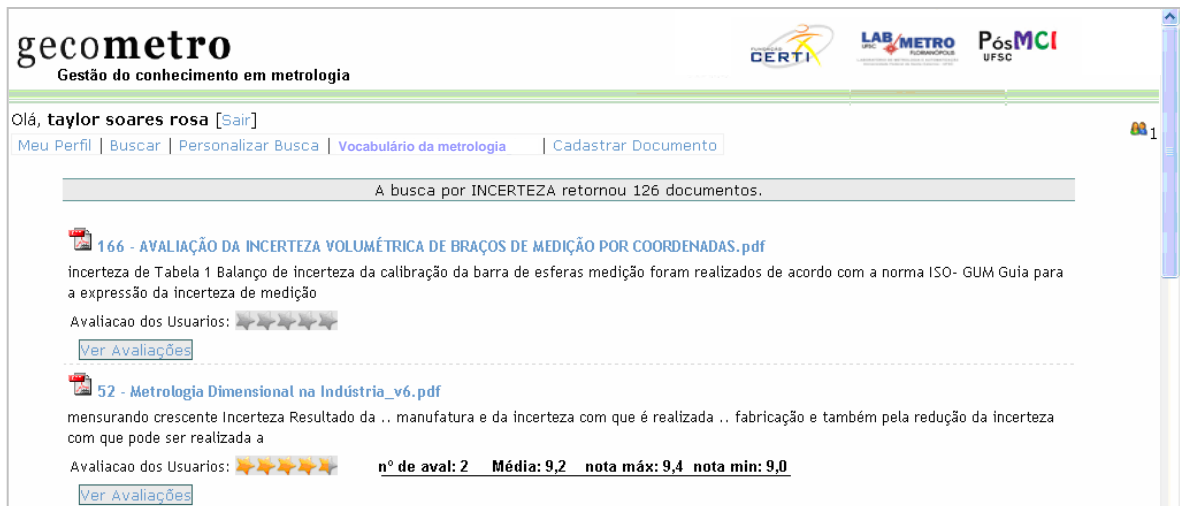 gecometro
Gestão do conhecimento em metrologia
FUNDAÇÃO
CERTI
LABMETRO
UFSC FLORIANÓPOLIS
PósMCI
UFSC
Olá, taylor soares rosa [Sair]
1
Meu Perfil | Buscar | Personalizar Busca | Vocabulário da metrologia | Cadastrar Documento
A busca por INCERTEZA retornou 126 documentos.
166 - AVALIAÇÃO DA INCERTEZA VOLUMÉTRICA DE BRAÇOS DE MEDIÇÃO POR COORDENADAS.pdf
incerteza de Tabela 1 Balanço de incerteza da calibração da barra de esferas medição foram realizados de acordo com a norma ISO- GUM Guia para
a expressão da incerteza de medição
Avaliacao dos Usuarios:
Ver Avaliações
52 - Metrologia Dimensional na Indústria_v6.pdf
mensurando crescente Incerteza Resultado da .. manufatura e da incerteza com que é realizada .. fabricação e também pela redução da incerteza
com que pode ser realizada a
Avaliacao dos Usuarios: nº de aval: 2 Média: 9,2 nota máx: 9,4 nota min: 9,0
Ver Avaliações